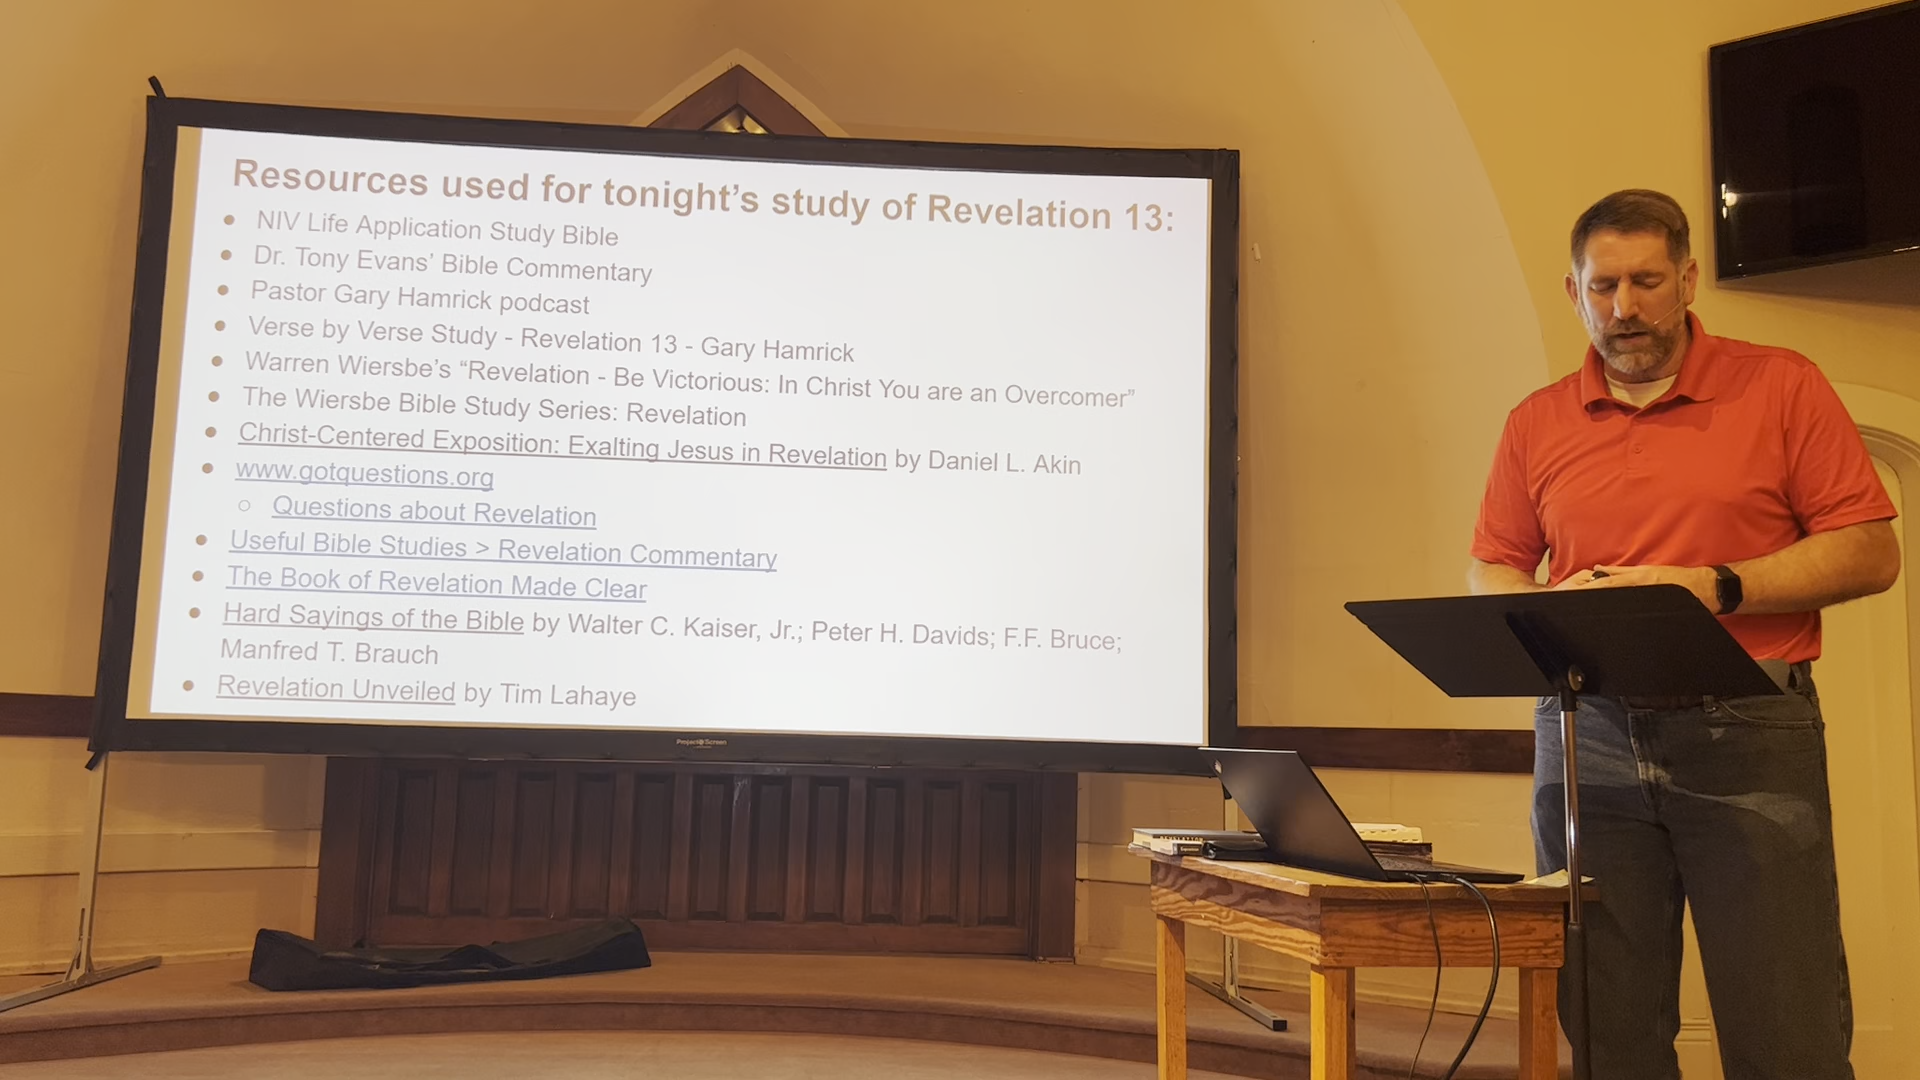 Resources used for tonight's study of Revelation 13:
● NIV Life Application Study Bible
● Dr. Tony Evans' Bible Commentary
● Pastor Gary Hamrick podcast
● Verse by Verse Study - Revelation 13 - Gary Hamrick
● Warren Wiersbe's “Revelation - Be Victorious: In Christ You are an Overcomer”
● The Wiersbe Bible Study Series: Revelation
● Christ-Centered Exposition: Exalting Jesus in Revelation by Daniel L. Akin
● www.gotquestions.org
○ Questions about Revelation
● Useful Bible Studies > Revelation Commentary
● The Book of Revelation Made Clear
● Hard Sayings of the Bible by Walter C. Kaiser, Jr.; Peter H. Davids; F.F. Bruce;
Manfred T. Brauch
● Revelation Unveiled by Tim Lahaye